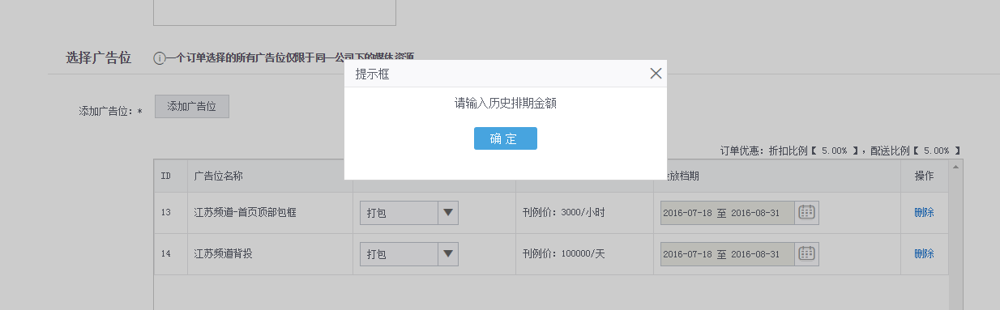 选择广告位
一个订单选择的所有广告位仅限于同一公司下的媒体资源
提示框
请输入历史排期金额
确定
添加广告位：*
添加广告位
订单优惠：折扣比例【 5.00% 】，配送比例【 5.00% 】
ID 广告位名称 放档期 操作
13 江苏频道-首页顶部包框 打包 刊例价：3000/小时 2016-07-18 至 2016-08-31 删除
14 江苏频道背投 打包 刊例价：100000/天 2016-07-18 至 2016-08-31 删除